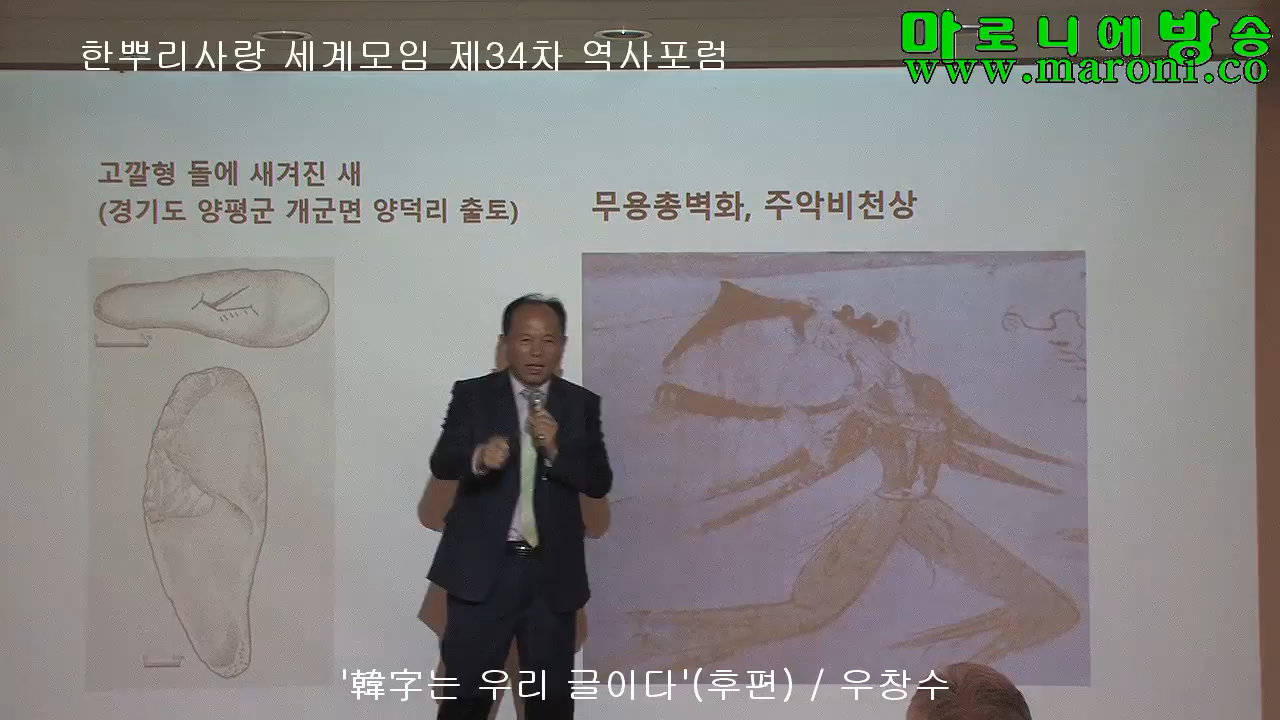 한뿌리사랑 세계모임 제34차 역사포럼
마로니에방송
www.maroni.co
고깔형 돌에 새겨진 새
(경기도 양평군 개군면 양덕리 출토)
무용총벽화, 주악비천상
'韓字는 우리 글이다'(후편) / 우창수